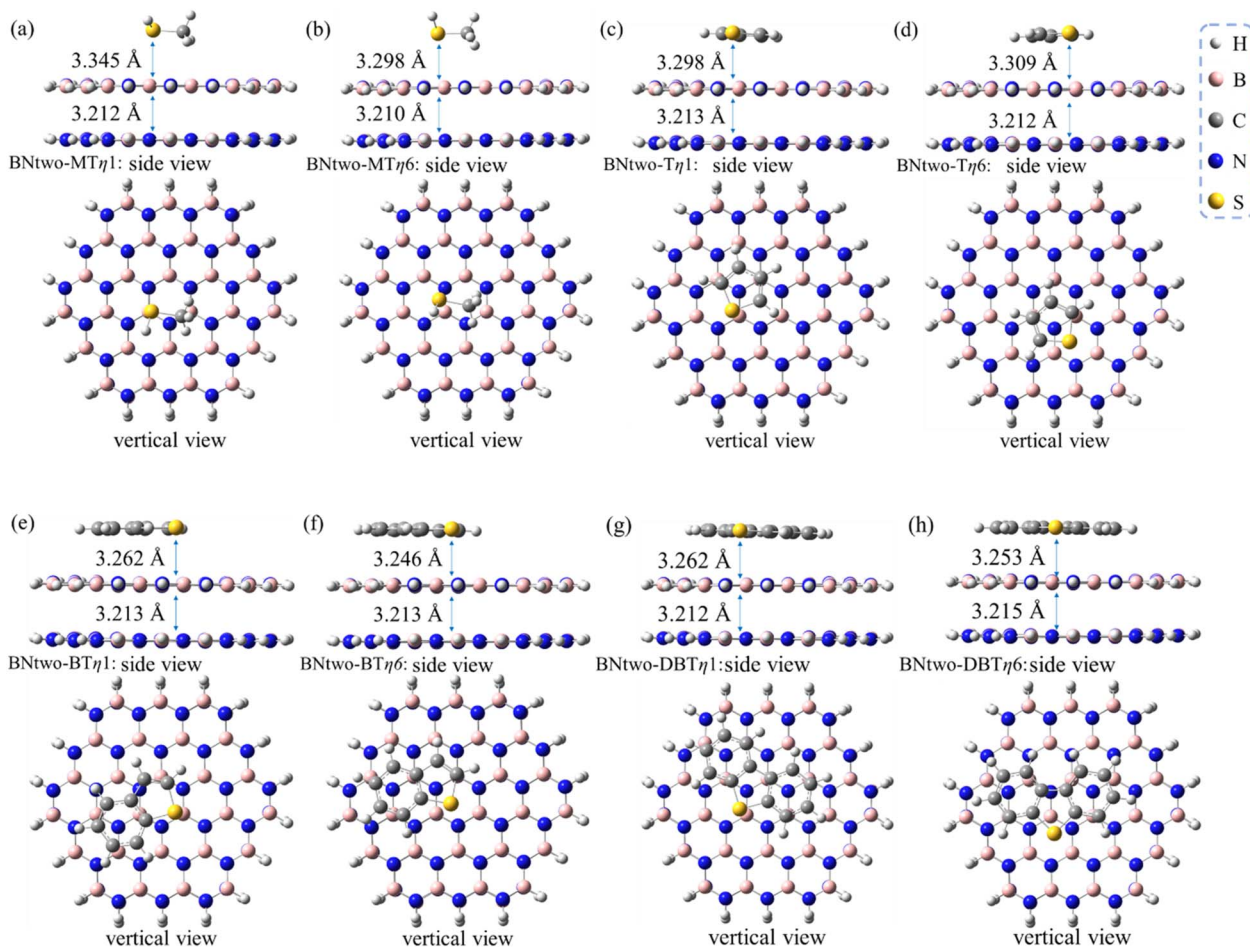 (a)
3.345 Å
3.212 Å
BNtwo-MTη1: side view
vertical view
(b)
3.298 Å
3.210 Å
BNtwo-MTη6: side view
vertical view
(c)
3.298 Å
3.213 Å
BNtwo-Tη1: side view
vertical view
(d)
3.309 Å
3.212 Å
BNtwo-Tη6: side view
vertical view
H
B
C
N
S
(e)
3.262 Å
3.213 Å
BNtwo-BTη1: side view
vertical view
(f)
3.246 Å
3.213 Å
BNtwo-BTη6: side view
vertical view
(g)
3.262 Å
3.212 Å
BNtwo-DBTη1: side view
vertical view
(h)
3.253 Å
3.215 Å
BNtwo-DBTη6: side view
vertical view